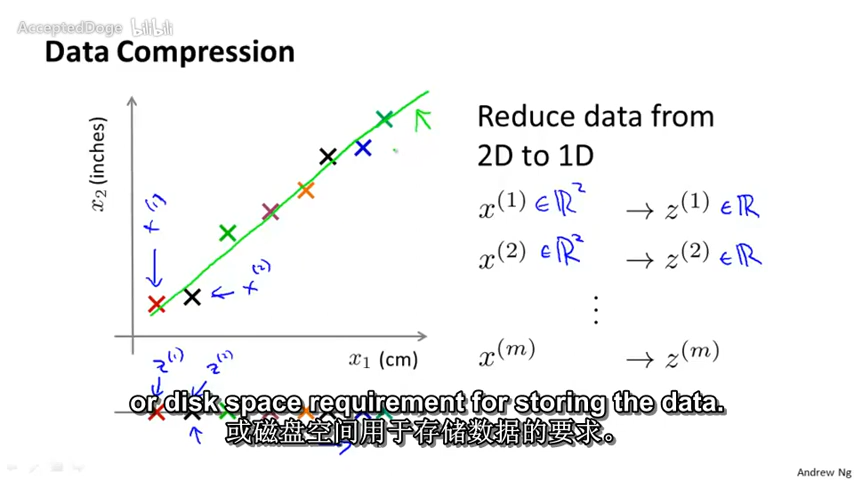 AcceptedDoge bilibili
Data Compression
x₂ (inches)
x⁽¹⁾
x⁽²⁾
x₁ (cm)
z⁽¹⁾
z⁽²⁾
Reduce data from
2D to 1D
x⁽¹⁾ ∈ ℝ² → z⁽¹⁾ ∈ ℝ
x⁽²⁾ ∈ ℝ² → z⁽²⁾ ∈ ℝ
⋮
x⁽ᵐ⁾ → z⁽ᵐ⁾
or disk space requirement for storing the data.
或磁盘空间用于存储数据的要求。
Andrew Ng